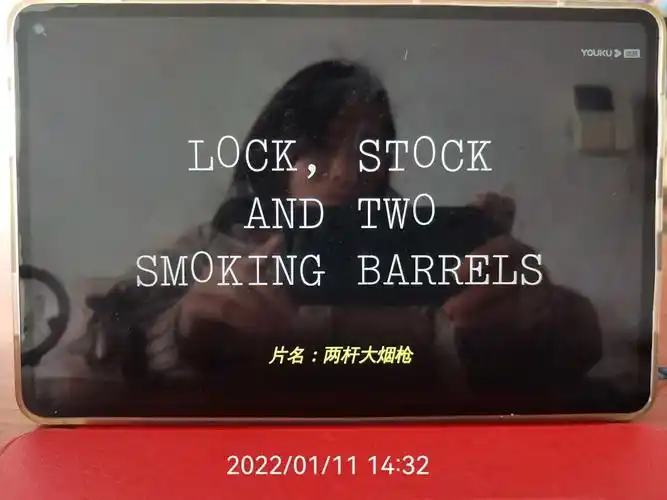 YOUKU
LOCK, STOCK
AND TWO
SMOKING BARRELS
片名：两杆大烟枪
2022/01/11 14:32